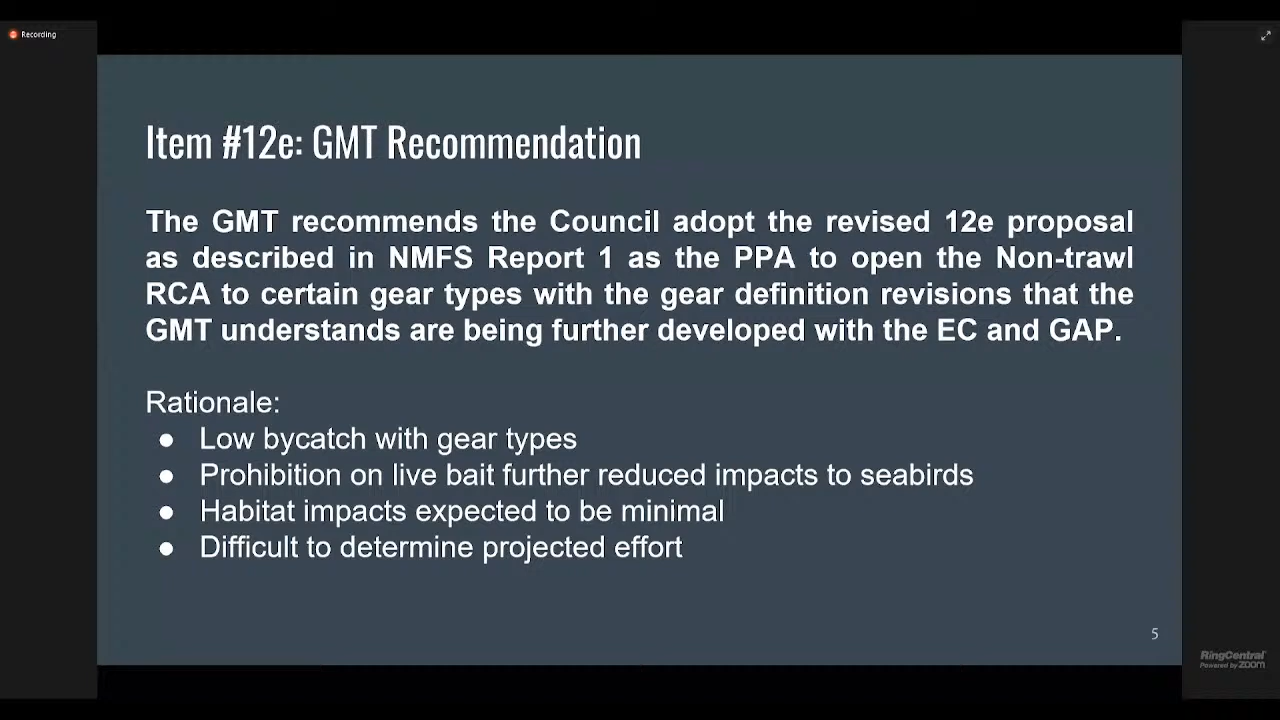 Recording
Item #12e: GMT Recommendation
The GMT recommends the Council adopt the revised 12e proposal
as described in NMFS Report 1 as the PPA to open the Non-trawl
RCA to certain gear types with the gear definition revisions that the
GMT understands are being further developed with the EC and GAP.
Rationale:
● Low bycatch with gear types
● Prohibition on live bait further reduced impacts to seabirds
● Habitat impacts expected to be minimal
● Difficult to determine projected effort
5
RingCentral
Powered by zoom